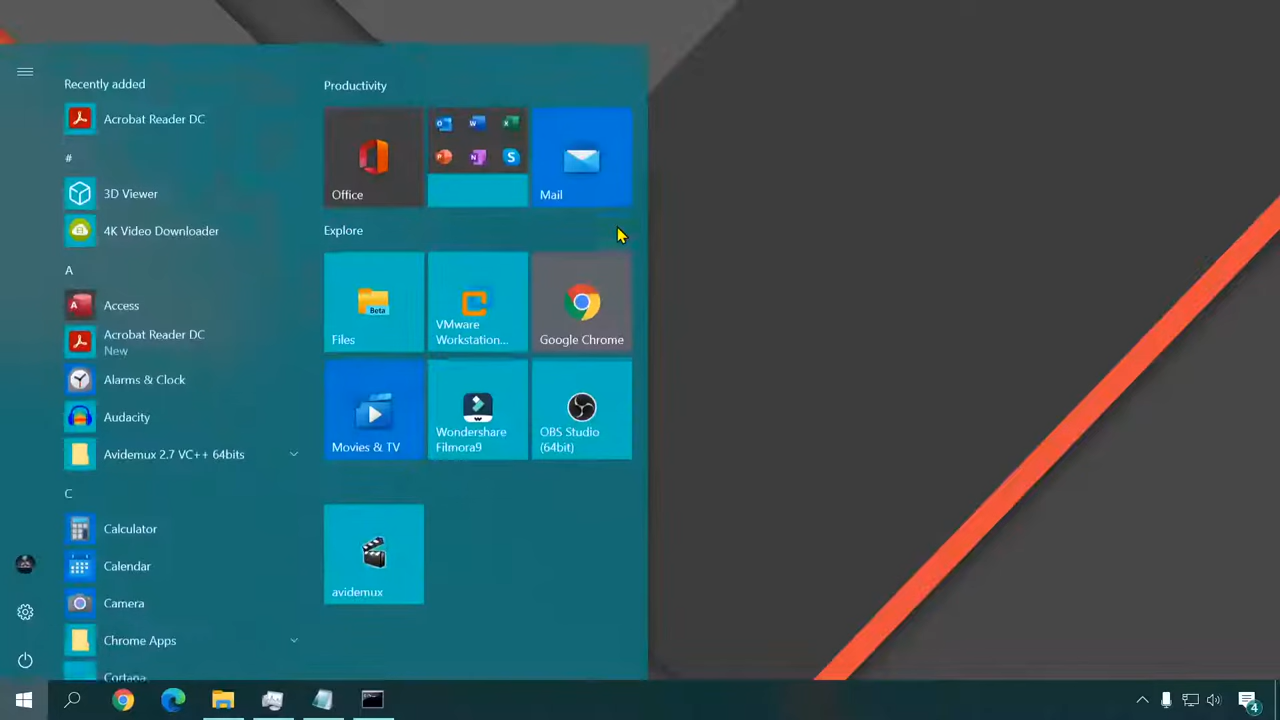 Recently added
Acrobat Reader DC
#
3D Viewer
4K Video Downloader
A
Access
Acrobat Reader DC
New
Alarms & Clock
Audacity
Avidemux 2.7 VC++ 64bits
C
Calculator
Calendar
Camera
Chrome Apps
Cortana
Productivity
Office
Mail
Explore
Files
Beta
VMware
Workstation...
Google Chrome
Movies & TV
Wondershare
Filmora9
OBS Studio
(64bit)
avidemux
4